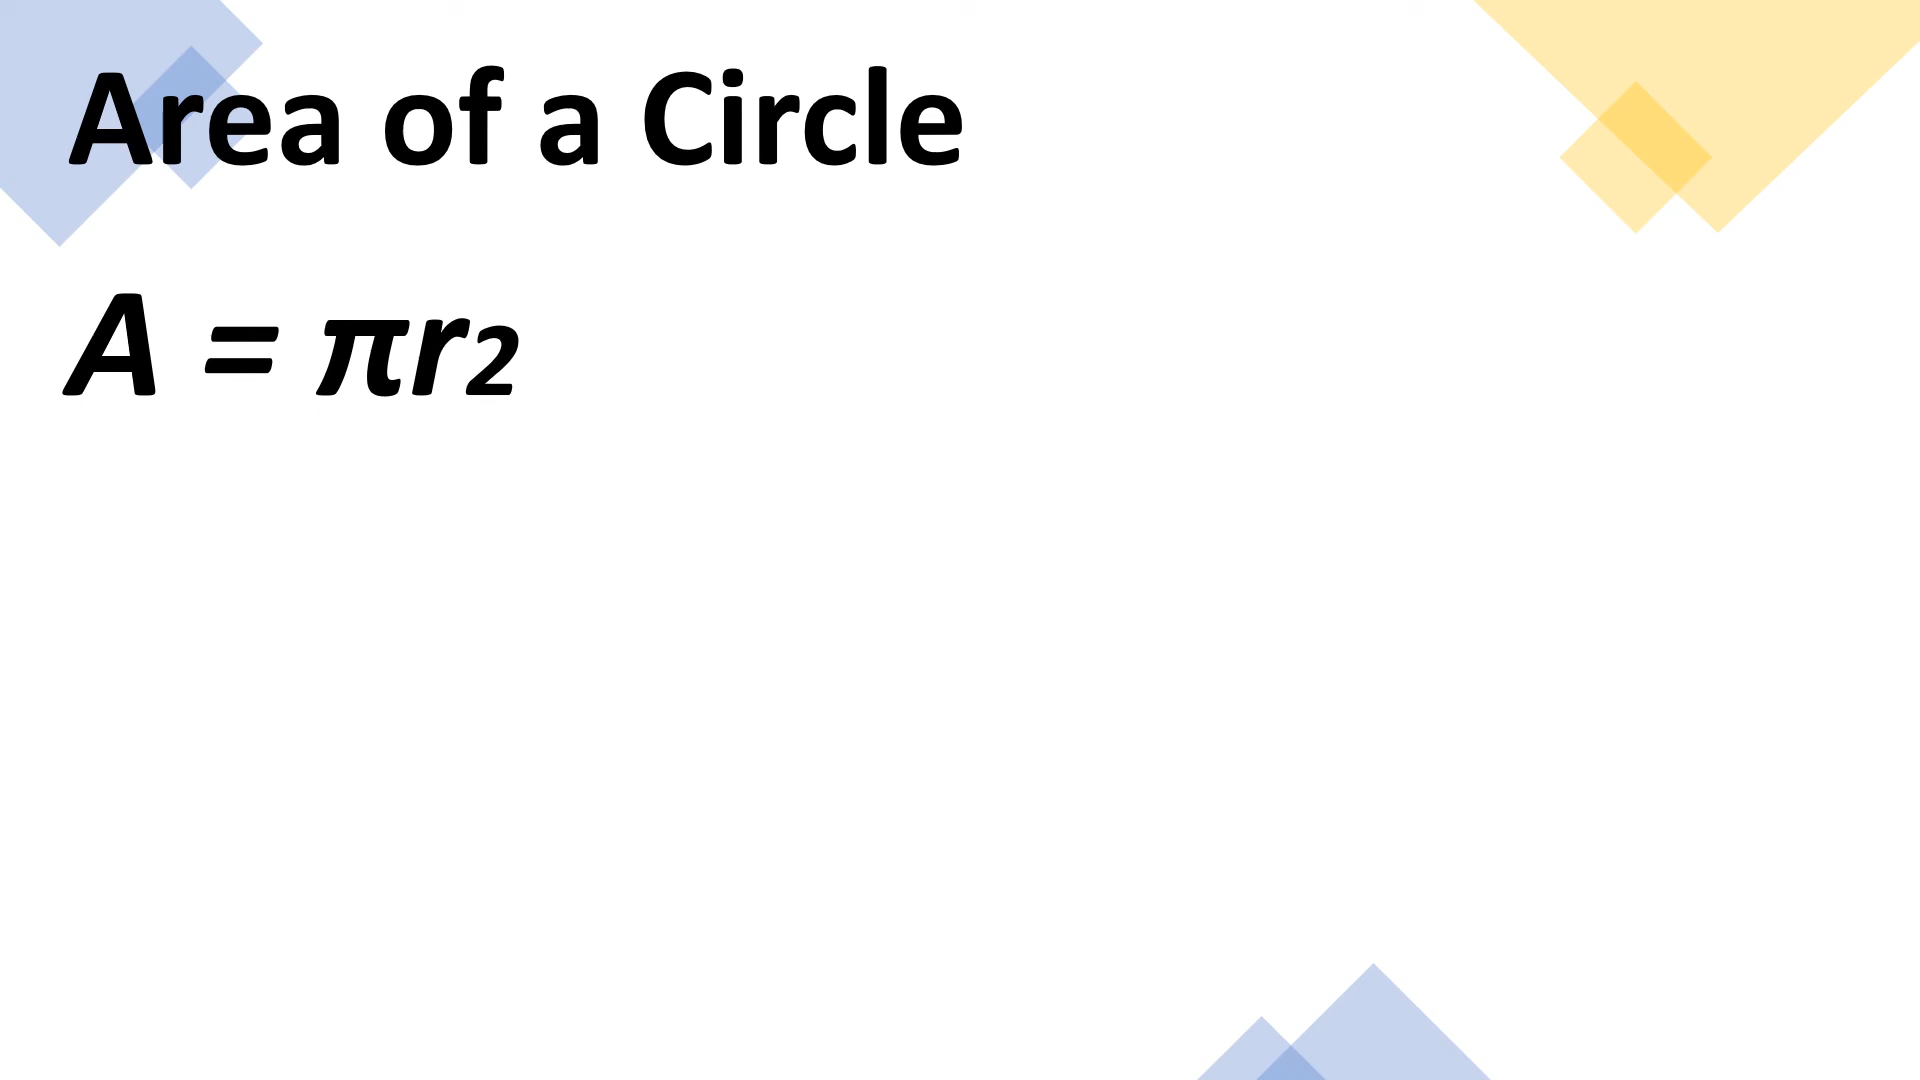 Area of a Circle
A = πr2